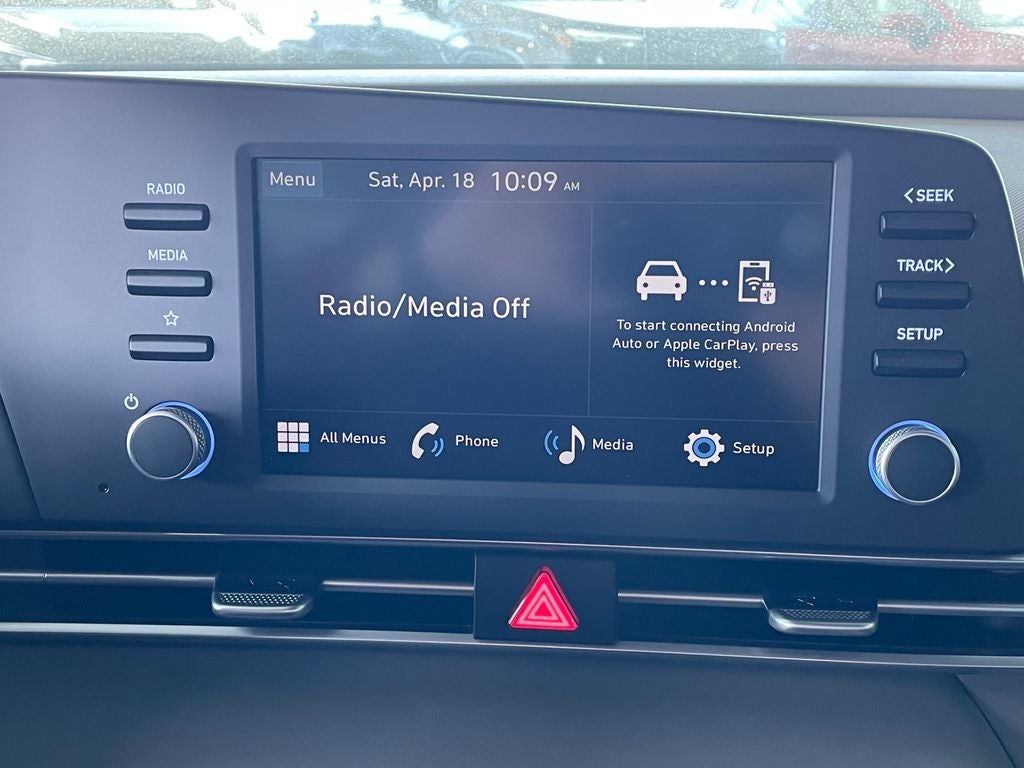 RADIO
MEDIA
Menu
Sat, Apr. 18 10:09 AM
Radio/Media Off
To start connecting Android
Auto or Apple CarPlay, press
this widget.
All Menus
Phone
Media
Setup
<SEEK
TRACK>
SETUP